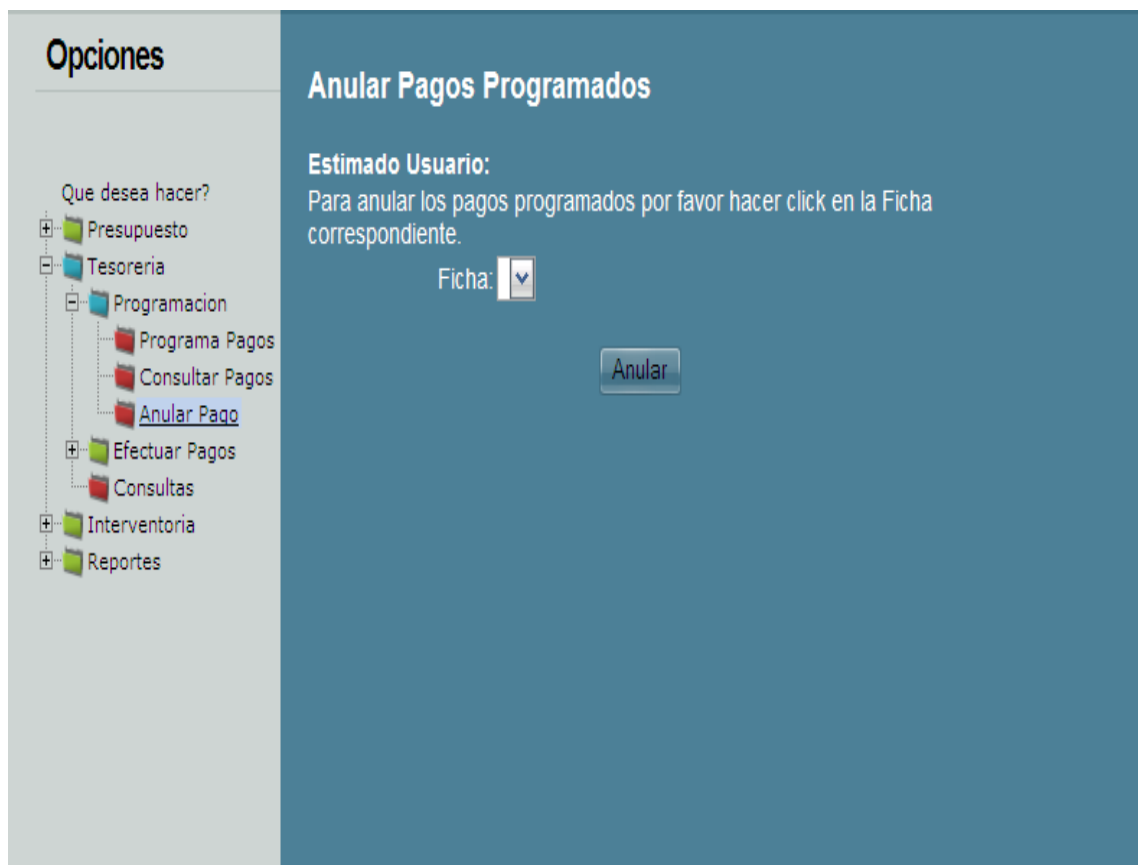 Opciones
Que desea hacer?
Presupuesto
Tesoreria
Programacion
Programa Pagos
Consultar Pagos
Anular Pago
Efectuar Pagos
Consultas
Interventoria
Reportes
Anular Pagos Programados
Estimado Usuario:
Para anular los pagos programados por favor hacer click en la Ficha
correspondiente.
Ficha:
Anular